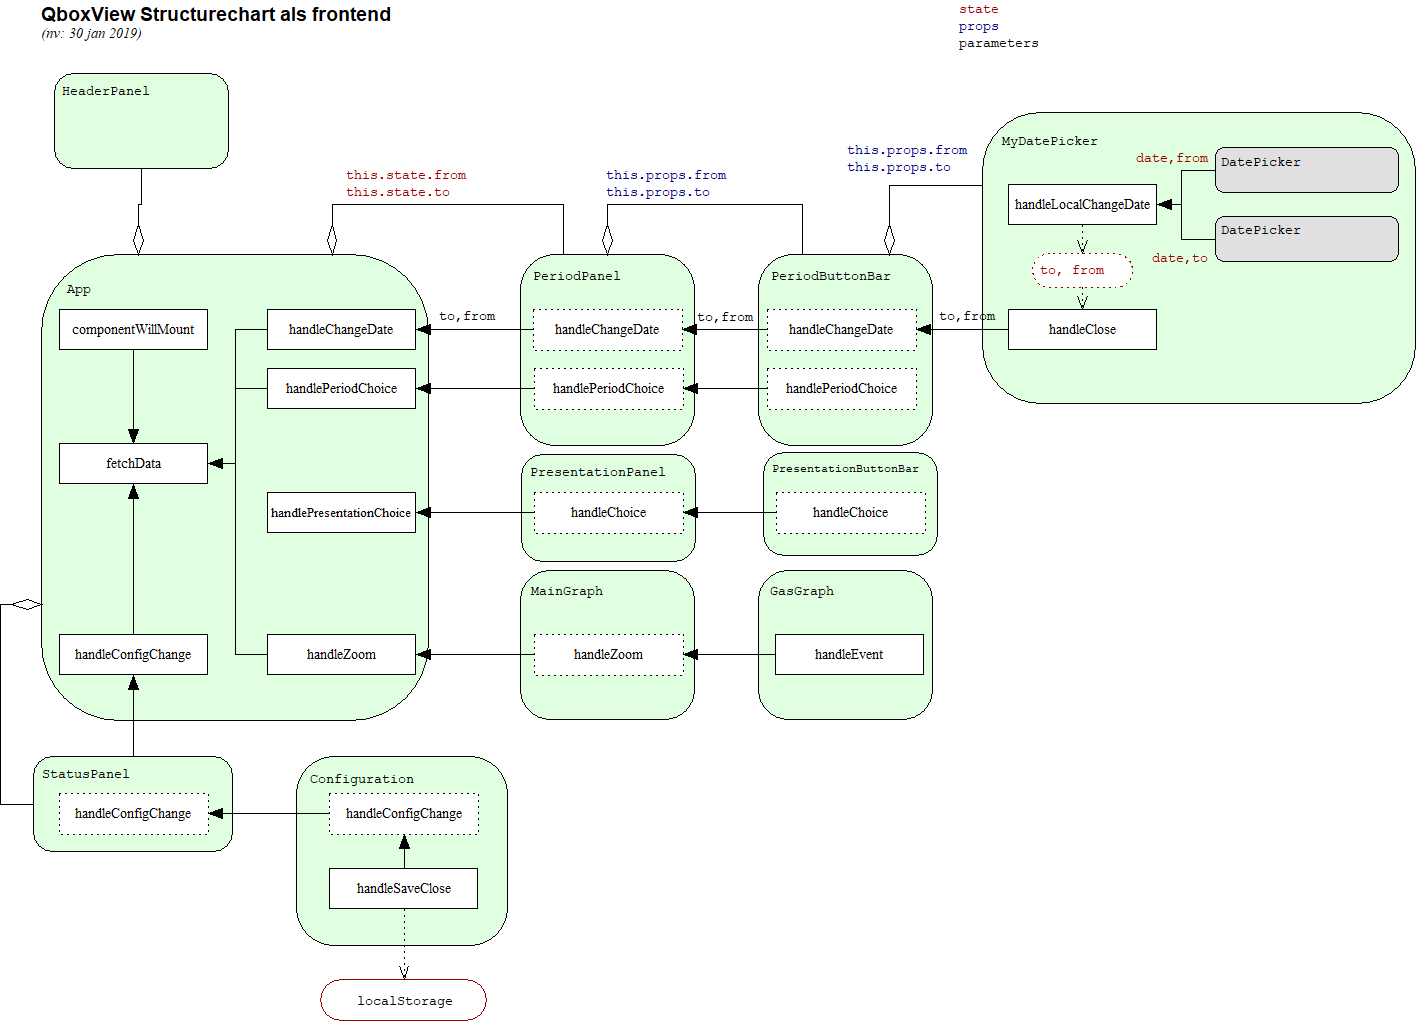 QboxView Structurechart als frontend
(nv: 30 jan 2019)
state
props
parameters
HeaderPanel
this.state.from
this.state.to
this.props.from
this.props.to
this.props.from
this.props.to
MyDatePicker
date,from
DatePicker
handleLocalChangeDate
DatePicker
date,to
to, from
handleClose
App
componentWillMount
handleChangeDate
to,from
handlePeriodChoice
fetchData
handlePresentationChoice
handleConfigChange
handleZoom
PeriodPanel
handleChangeDate
to,from
handlePeriodChoice
PeriodButtonBar
handleChangeDate
to,from
handlePeriodChoice
PresentationPanel
handleChoice
PresentationButtonBar
handleChoice
MainGraph
handleZoom
GasGraph
handleEvent
StatusPanel
handleConfigChange
Configuration
handleConfigChange
handleSaveClose
localStorage